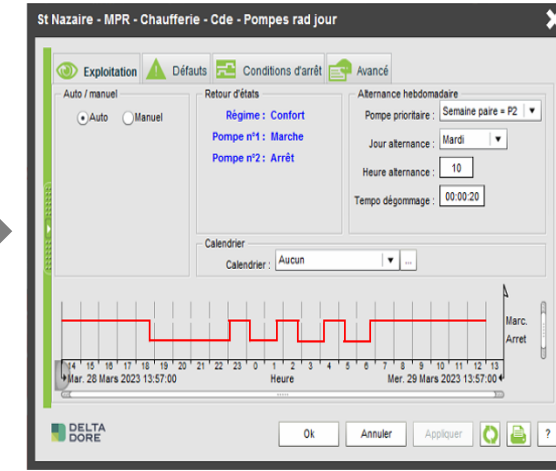 St Nazaire - MPR - Chaufferie - Cde - Pompes rad jour
Exploitation Défauts Conditions d'arrêt Avancé
Auto / manuel
Auto Manuel
Retour d'états
Régime : Confort
Pompe n°1 : Marche
Pompe n°2 : Arrêt
Alternance hebdomadaire
Pompe prioritaire : Semaine paire = P2
Jour alternance : Mardi
Heure alternance : 10
Tempo dégommage : 00:00:20
Calendrier
Calendrier : Aucun ...
Marc.
Arret
14 15 16 17 18 19 20 21 22 23 0 1 2 3 4 5 6 7 8 9 10 11 12 13
Mar. 28 Mars 2023 13:57:00 Heure Mer. 29 Mars 2023 13:57:00
DELTA
DORE
Ok Annuler Appliquer ?